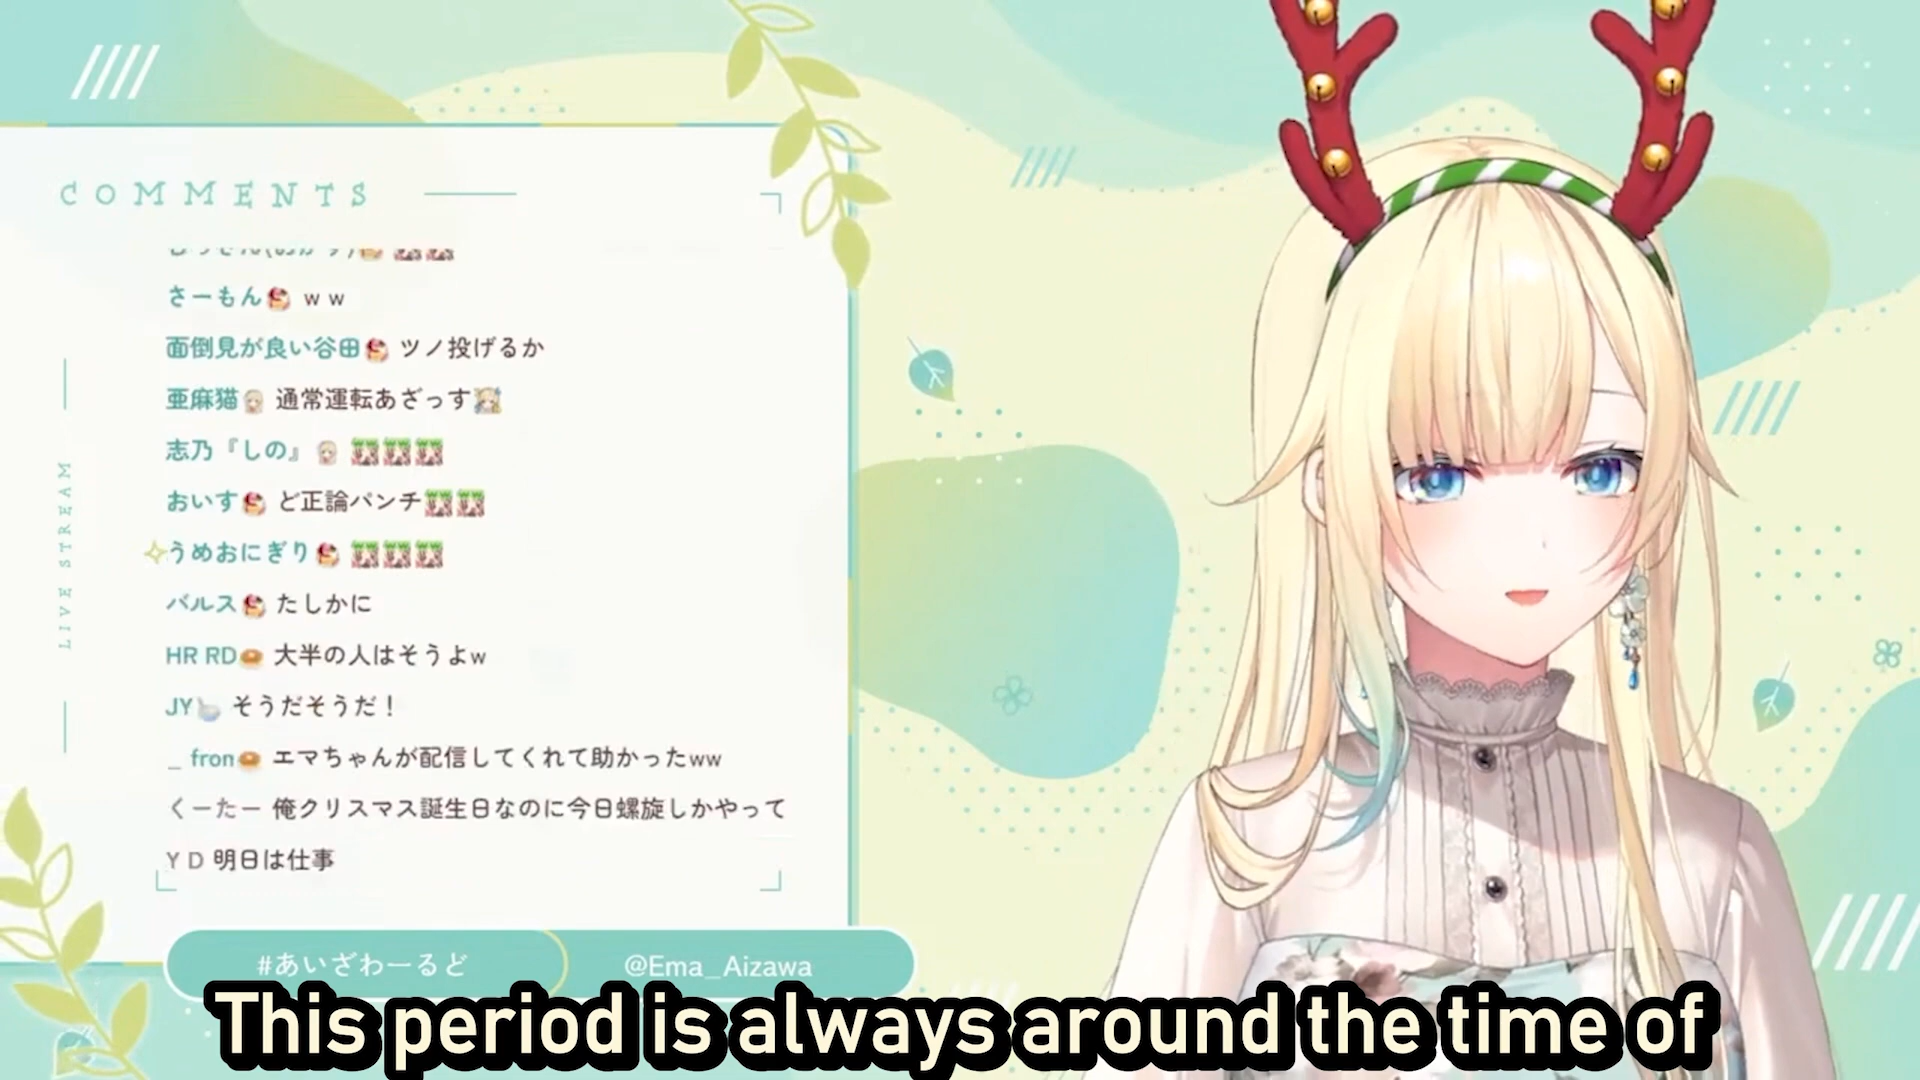 COMMENTS
さーもん ｗｗ
面倒見が良い谷田 ツノ投げるか
亜麻猫 通常運転あざっす
志乃『しの』
おいす ど正論パンチ
うめおにぎり
バルス たしかに
HR RD 大半の人はそうよw
JY そうだそうだ！
_ fron エマちゃんが配信してくれて助かったww
くーたー 俺クリスマス誕生日なのに今日螺旋しかやって
Y D 明日は仕事
LIVE STREAM
#あいざわーるど
@Ema_Aizawa
This period is always around the time of